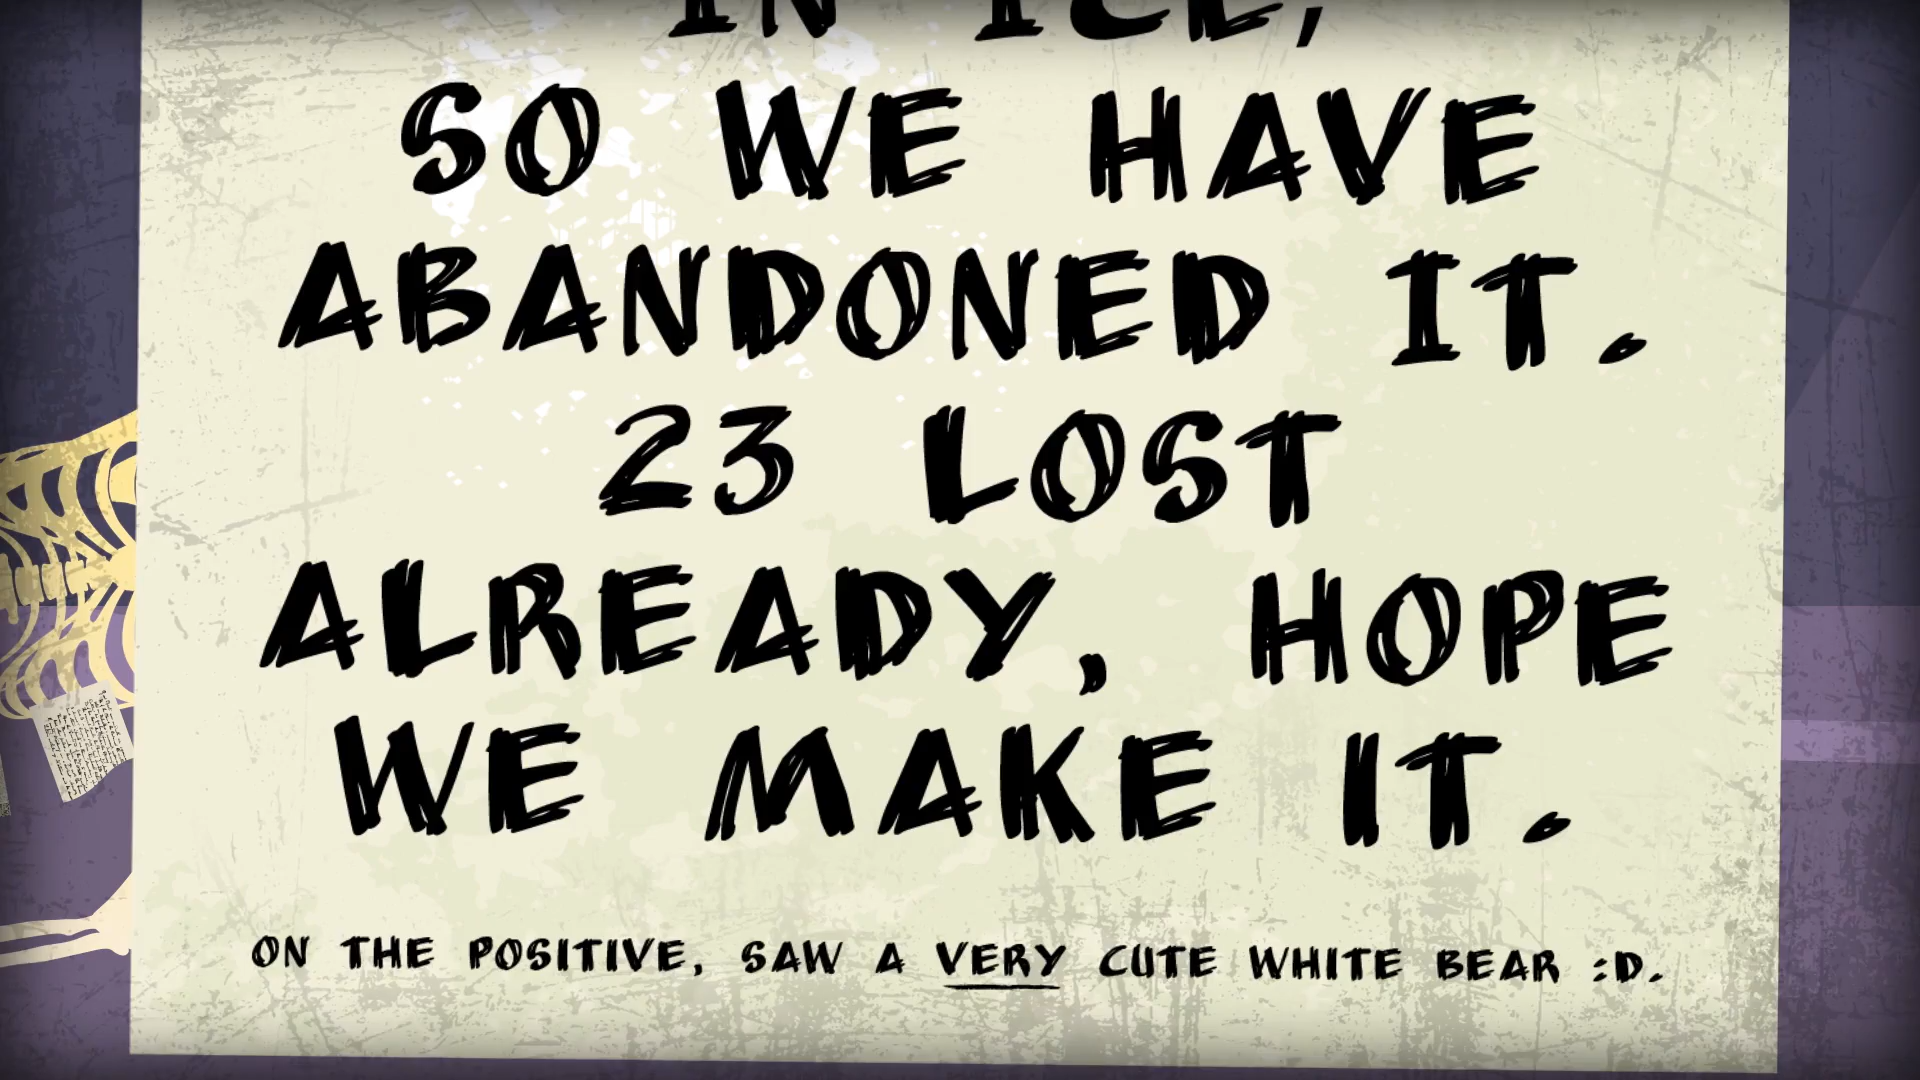 IN ICE,
SO WE HAVE
ABANDONED IT.
23 LOST
ALREADY, HOPE
WE MAKE IT.
ON THE POSITIVE, SAW A VERY CUTE WHITE BEAR :D.